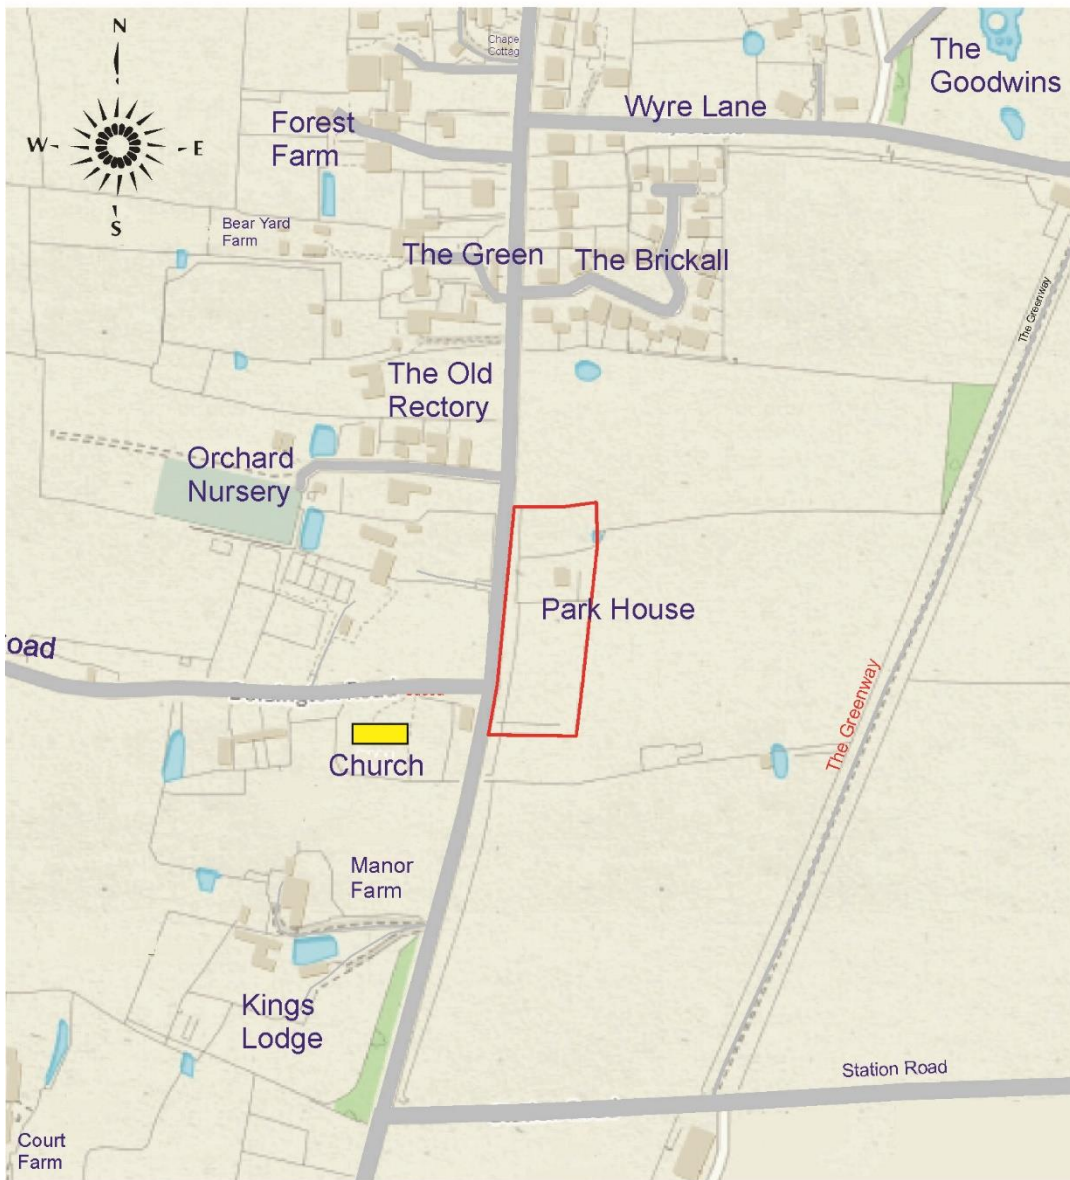 N
Chape
Cottag
The
Goodwins
Wyre Lane
Forest
Farm
W
E
S
Bear Yard
Farm
The Green
The Brickall
The Greenway
The Old
Rectory
Orchard
Nursery
Park House
oad
The Greenway
Church
Manor
Farm
Kings
Lodge
Station Road
Court
Farm